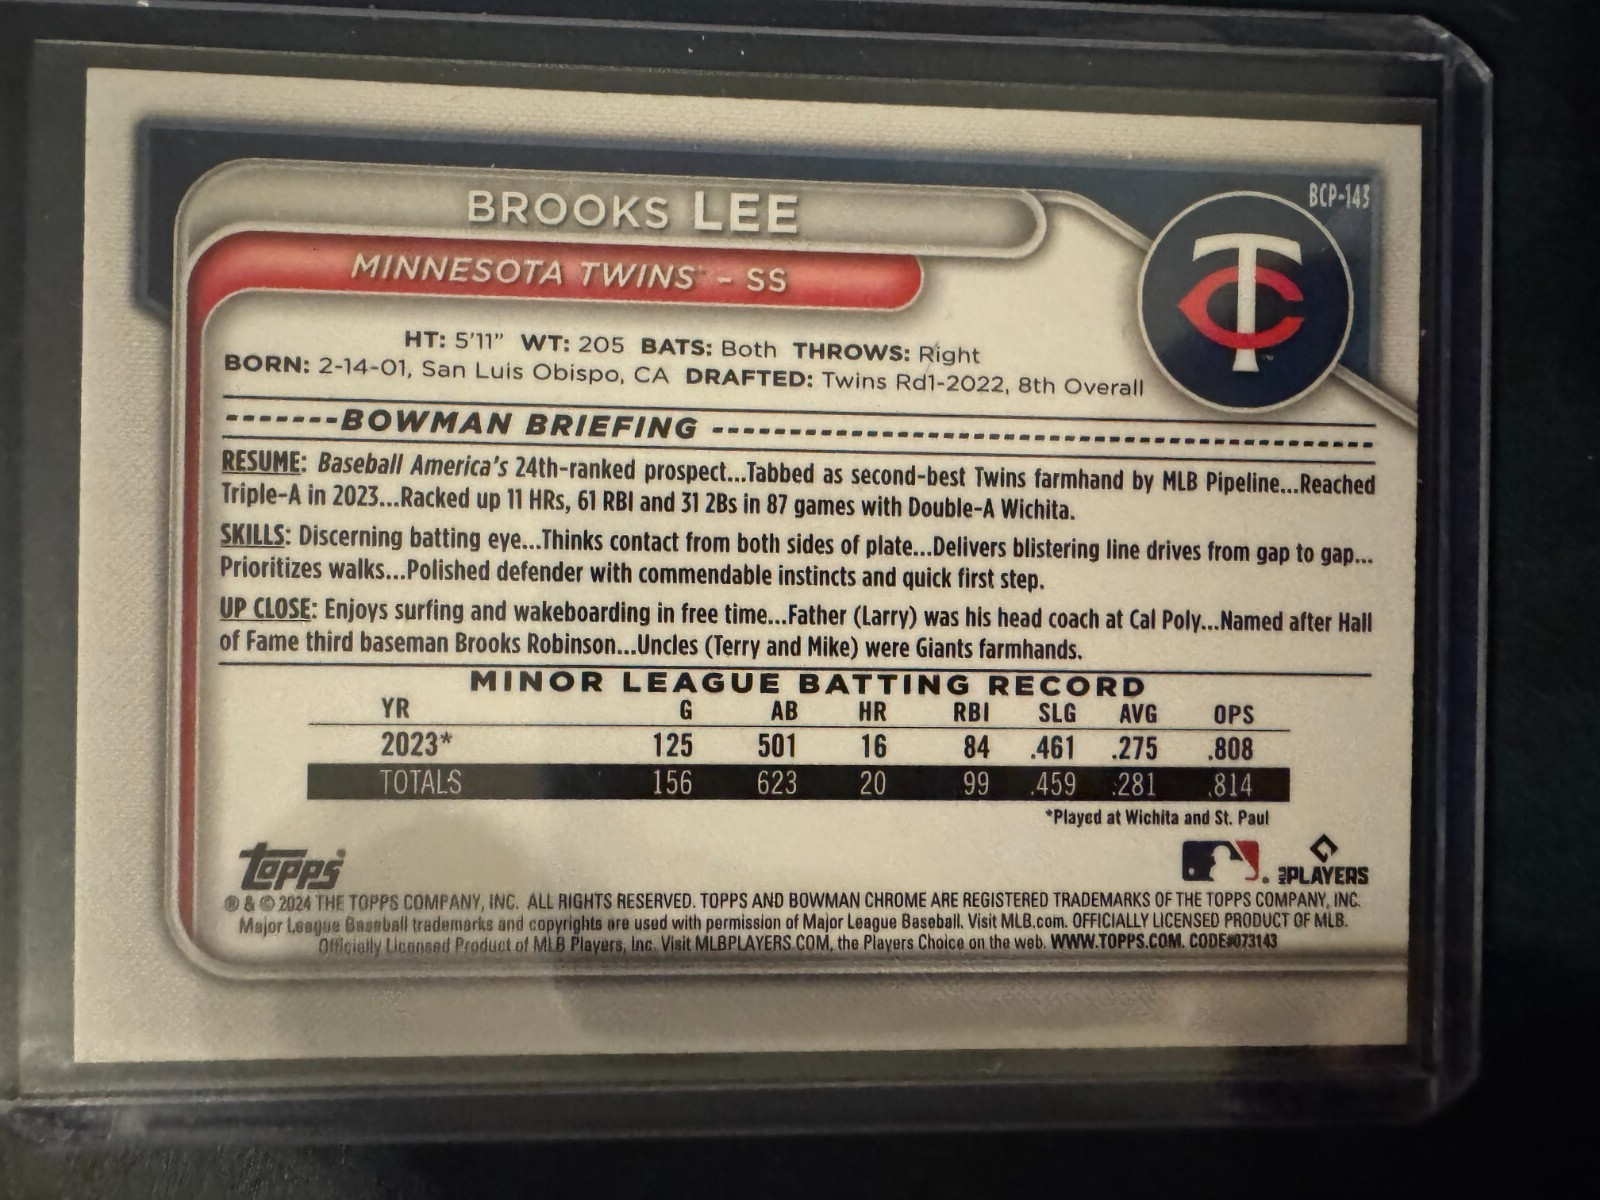 BCP-143
BROOKS LEE
MINNESOTA TWINS - SS
HT: 5'11" WT: 205 BATS: Both THROWS: Right
BORN: 2-14-01, San Luis Obispo, CA DRAFTED: Twins Rd1-2022, 8th Overall
TC
-------BOWMAN BRIEFING -------
RESUME: Baseball America's 24th-ranked prospect...Tabbed as second-best Twins farmhand by MLB Pipeline...Reached
Triple-A in 2023...Racked up 11 HRs, 61 RBI and 31 2Bs in 87 games with Double-A Wichita.
SKILLS: Discerning batting eye...Thinks contact from both sides of plate...Delivers blistering line drives from gap to gap...
Prioritizes walks...Polished defender with commendable instincts and quick first step.
UP CLOSE: Enjoys surfing and wakeboarding in free time...Father (Larry) was his head coach at Cal Poly...Named after Hall
of Fame third baseman Brooks Robinson...Uncles (Terry and Mike) were Giants farmhands.
MINOR LEAGUE BATTING RECORD
YR G AB HR RBI SLG AVG OPS
2023* 125 501 16 84 .461 .275 .808
TOTALS 156 623 20 99 .459 .281 .814
*Played at Wichita and St. Paul
Topps
MLB PLAYERS
® & © 2024 THE TOPPS COMPANY, INC. ALL RIGHTS RESERVED. TOPPS AND BOWMAN CHROME ARE REGISTERED TRADEMARKS OF THE TOPPS COMPANY, INC.
Major League Baseball trademarks and copyrights are used with permission of Major League Baseball. Visit MLB.com. OFFICIALLY LICENSED PRODUCT OF MLB.
Officially Licensed Product of MLB Players, Inc. Visit MLBPLAYERS.COM, the Players Choice on the web. WWW.TOPPS.COM. CODE#073143